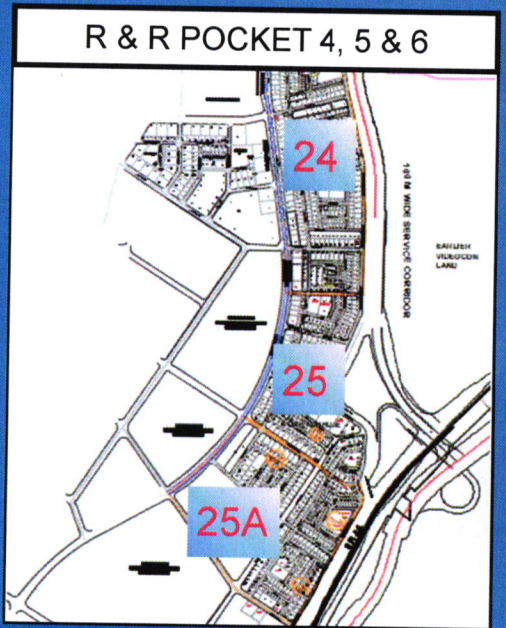 R & R POCKET 4, 5 & 6
24
100 M WIDE SERVICE CORRIDOR
EARLIER
VIDEOCON
LAND
25
25A